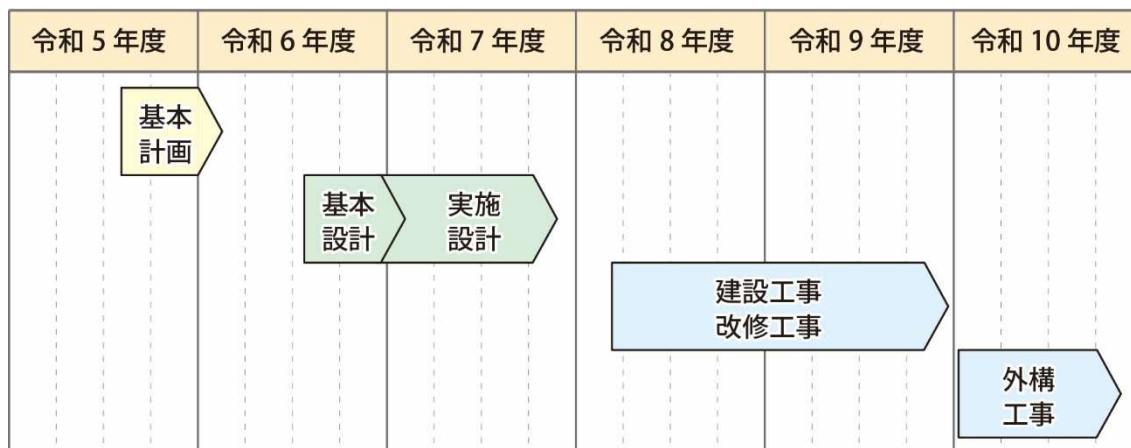 令和 5 年度
令和 6 年度
令和 7 年度
令和 8 年度
令和 9 年度
令和 10 年度
基本
計画
基本
設計
実施
設計
建設工事
改修工事
外構
工事